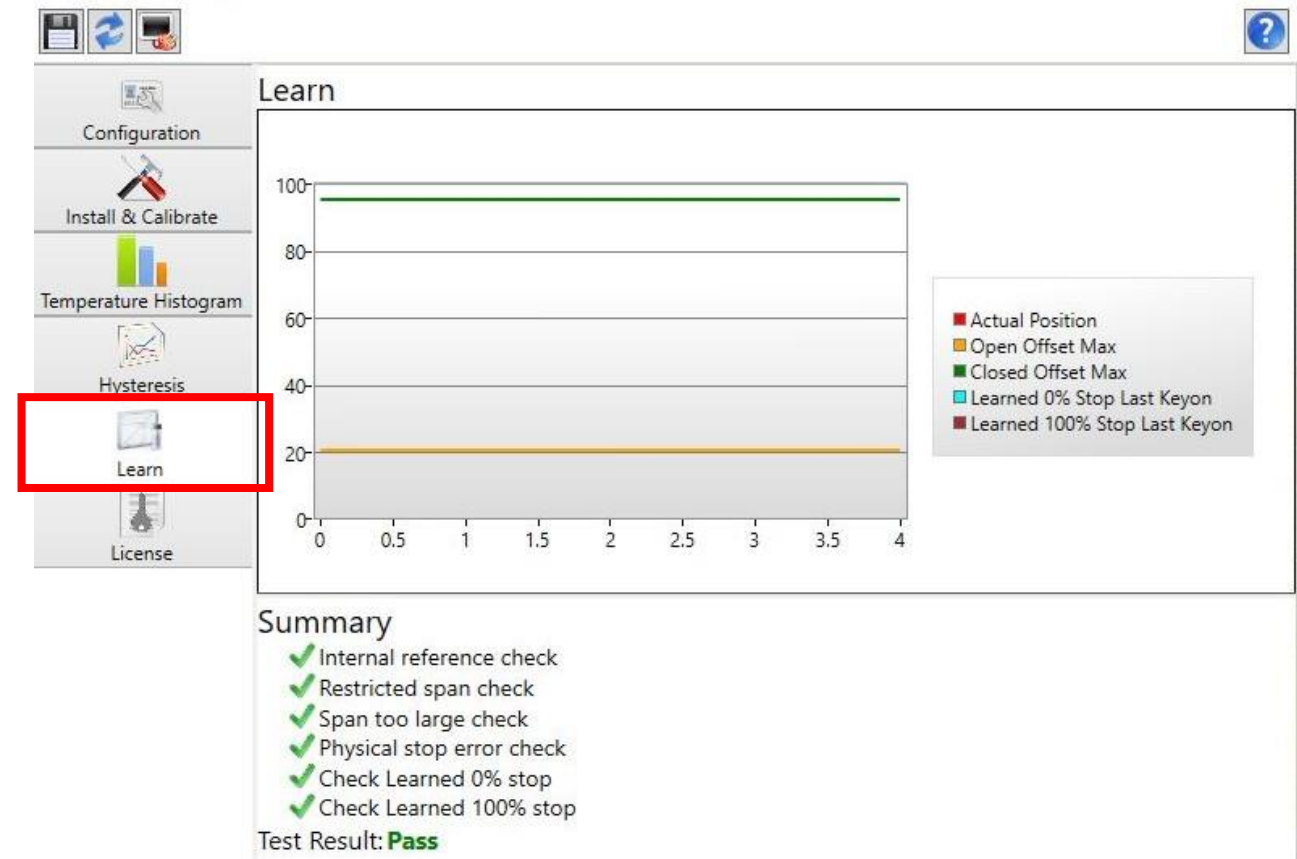 ?
Configuration
Install & Calibrate
Temperature Histogram
Hysteresis
Learn
License
Learn
100
80
60
40
20
0
0 0.5 1 1.5 2 2.5 3 3.5 4
Actual Position
Open Offset Max
Closed Offset Max
Learned 0% Stop Last Keyon
Learned 100% Stop Last Keyon
Summary
Internal reference check
Restricted span check
Span too large check
Physical stop error check
Check Learned 0% stop
Check Learned 100% stop
Test Result: Pass